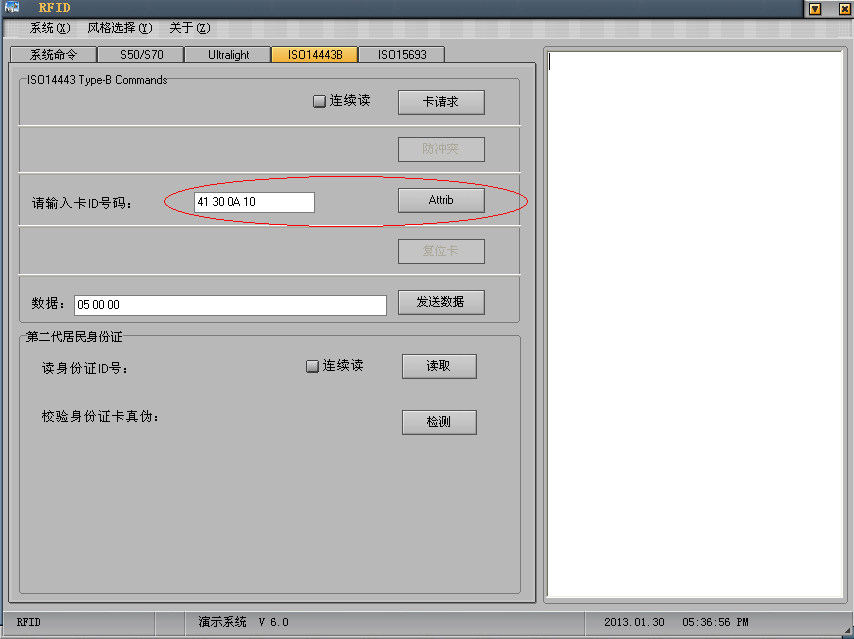 RFID
系统(X) 风格选择(Y) 关于(Z)
系统命令 S50/S70 Ultralight ISO14443B ISO15693
ISO14443 Type-B Commands
连续读 卡请求
防冲突
请输入卡ID号码： 41 30 0A 10 Attrib
复位卡
数据： 05 00 00 发送数据
第二代居民身份证
读身份证ID号： 连续读 读取
校验身份证卡真伪： 检测
RFID 演示系统 V 6.0 2013.01.30 05:36:56 PM